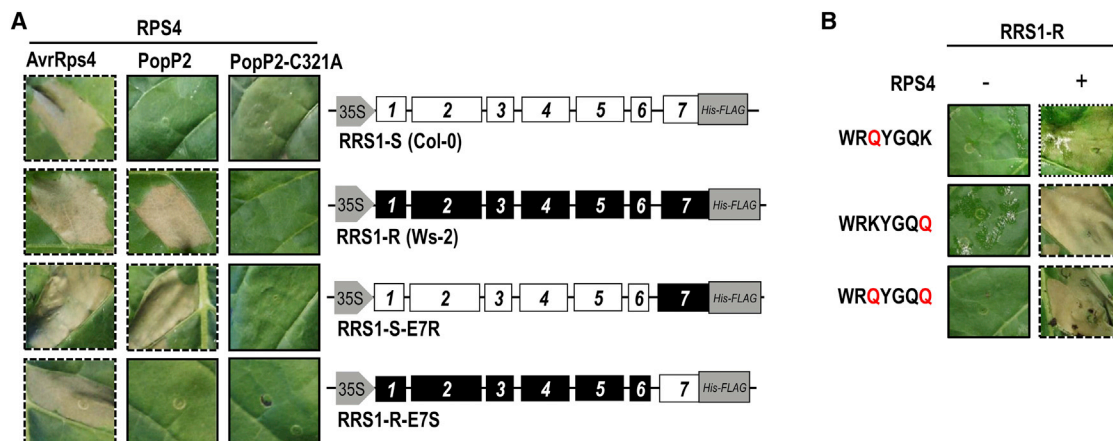 A
RPS4
AvrRps4 PopP2 PopP2-C321A
35S 1 2 3 4 5 6 7 His-FLAG
RRS1-S (Col-0)
35S 1 2 3 4 5 6 7 His-FLAG
RRS1-R (Ws-2)
35S 1 2 3 4 5 6 7 His-FLAG
RRS1-S-E7R
35S 1 2 3 4 5 6 7 His-FLAG
RRS1-R-E7S
B
RRS1-R
RPS4 - +
WRQYGQK
WRKYGQQ
WRQYGQQ